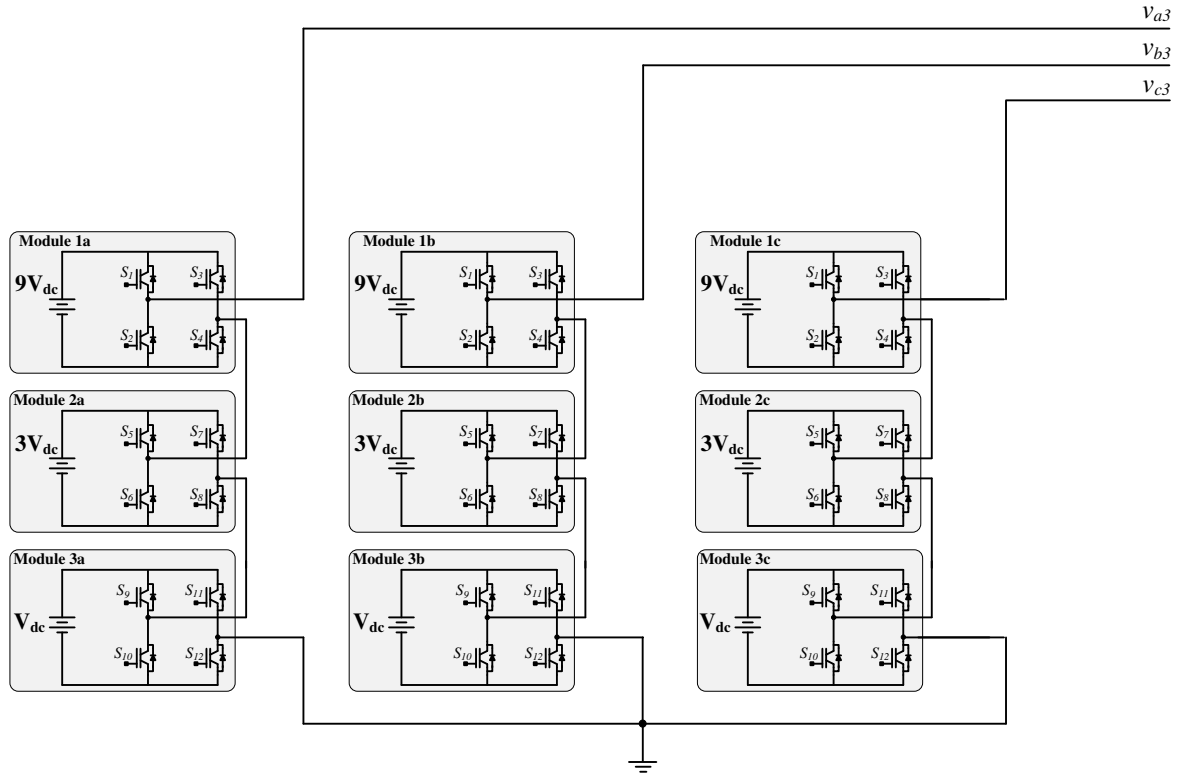 va3
vb3
vc3
Module 1a
9Vdc
S1
S3
S2
S4
Module 1b
9Vdc
S1
S3
S2
S4
Module 1c
9Vdc
S1
S3
S2
S4
Module 2a
3Vdc
S5
S7
S6
S8
Module 2b
3Vdc
S5
S7
S6
S8
Module 2c
3Vdc
S5
S7
S6
S8
Module 3a
Vdc
S9
S11
S10
S12
Module 3b
Vdc
S9
S11
S10
S12
Module 3c
Vdc
S9
S11
S10
S12